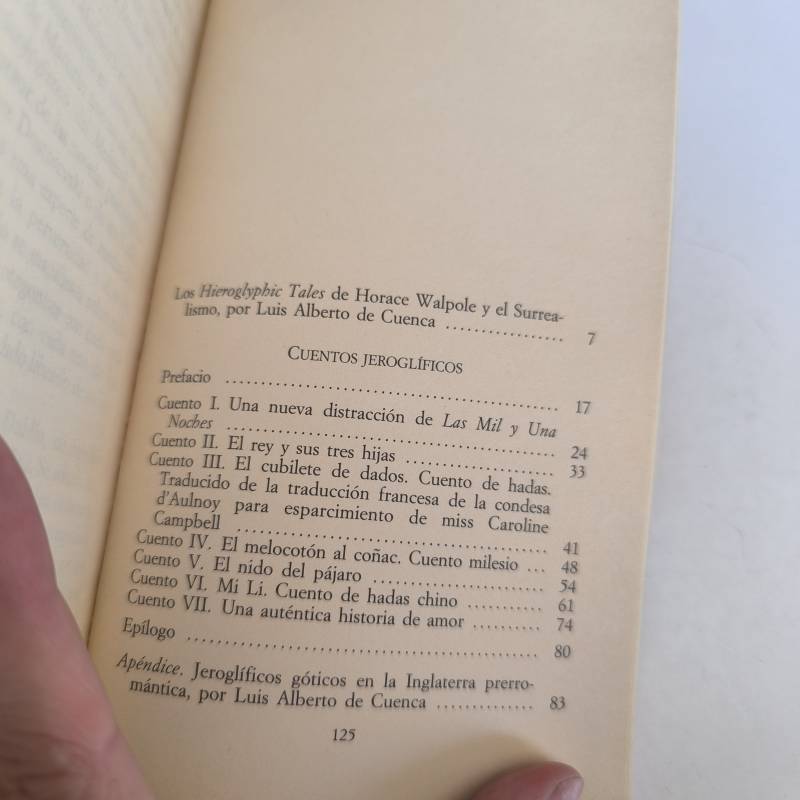 Los Hieroglyphic Tales de Horace Walpole y el Surrea-
lismo, por Luis Alberto de Cuenca .................. 7
CUENTOS JEROGLÍFICOS
Prefacio ................................................ 17
Cuento I. Una nueva distracción de Las Mil y Una
Noches ................................................ 24
Cuento II. El rey y sus tres hijas ..................... 33
Cuento III. El cubilete de dados. Cuento de hadas.
Traducido de la traducción francesa de la condesa
d'Aulnoy para esparcimiento de miss Caroline
Campbell ............................................. 41
Cuento IV. El melocotón al coñac. Cuento milesio ... 48
Cuento V. El nido del pájaro ......................... 54
Cuento VI. Mi Li. Cuento de hadas chino ........... 61
Cuento VII. Una auténtica historia de amor .......... 74
Epílogo ................................................. 80
Apéndice. Jeroglíficos góticos en la Inglaterra prerro-
mántica, por Luis Alberto de Cuenca .............. 83
125